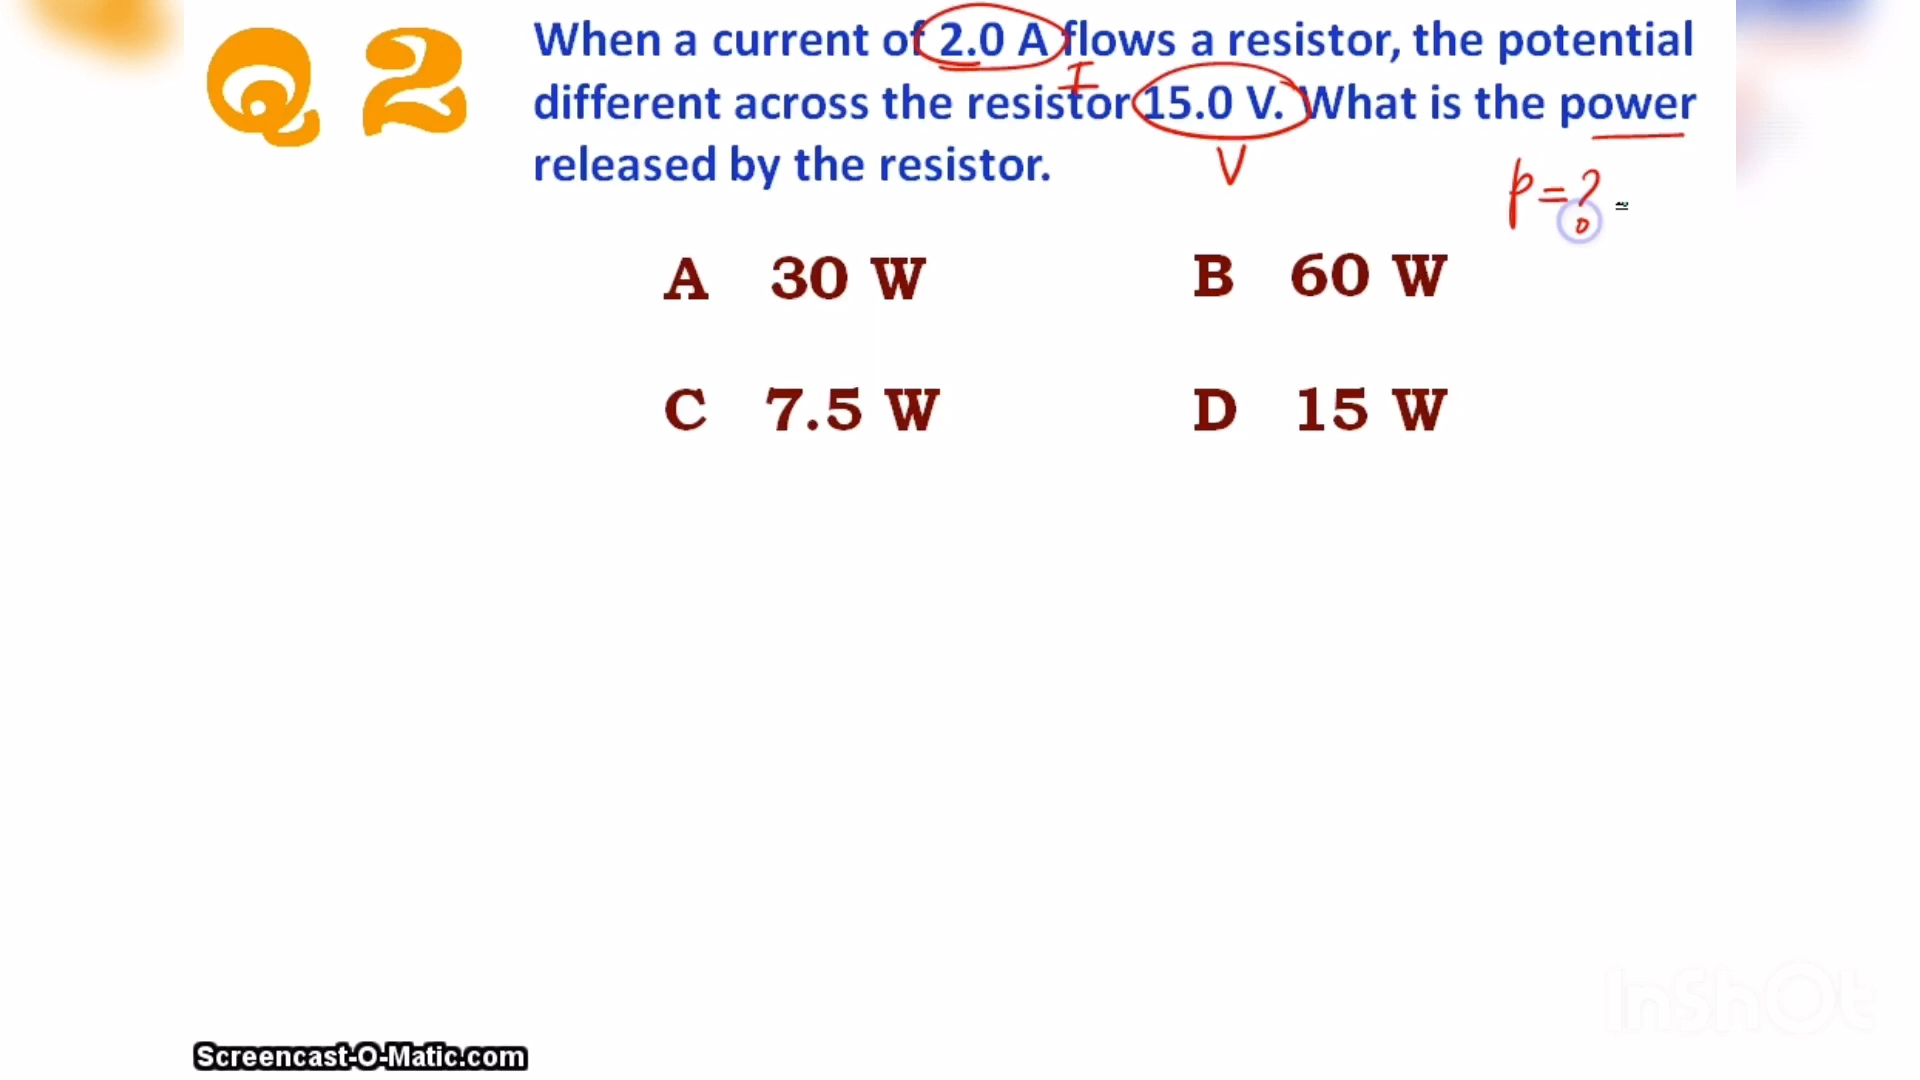 Q 2
When a current of 2.0 A flows a resistor, the potential
different across the resistor 15.0 V. What is the power
released by the resistor.
I
V
P = ?
A 30 W
B 60 W
C 7.5 W
D 15 W
InShOt
Screencast-O-Matic.com